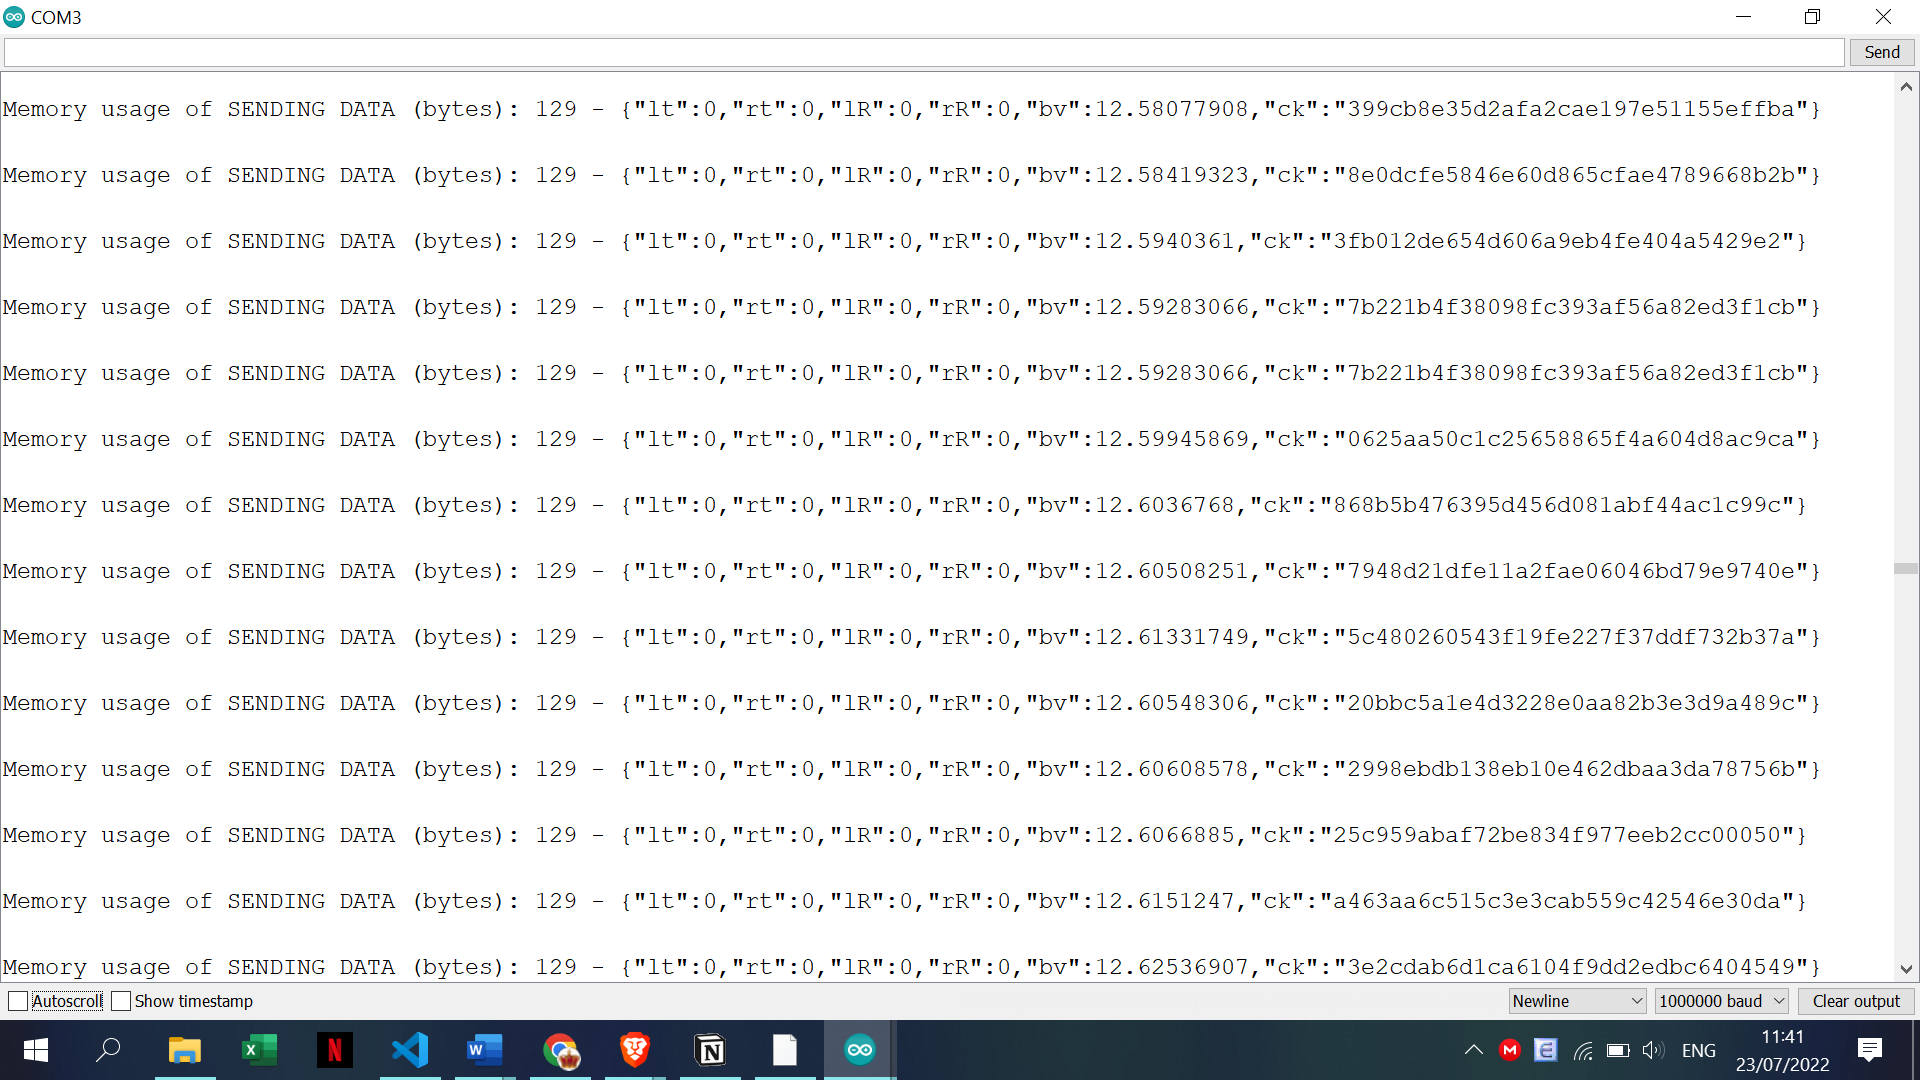 COM3
Send
Memory usage of SENDING DATA (bytes): 129 - {"lt":0,"rt":0,"lR":0,"rR":0,"bv":12.58077908,"ck":"399cb8e35d2afa2cae197e51155effba"}
Memory usage of SENDING DATA (bytes): 129 - {"lt":0,"rt":0,"lR":0,"rR":0,"bv":12.58419323,"ck":"8e0dcfe5846e60d865cfae4789668b2b"}
Memory usage of SENDING DATA (bytes): 129 - {"lt":0,"rt":0,"lR":0,"rR":0,"bv":12.5940361,"ck":"3fb012de654d606a9eb4fe404a5429e2"}
Memory usage of SENDING DATA (bytes): 129 - {"lt":0,"rt":0,"lR":0,"rR":0,"bv":12.59283066,"ck":"7b221b4f38098fc393af56a82ed3f1cb"}
Memory usage of SENDING DATA (bytes): 129 - {"lt":0,"rt":0,"lR":0,"rR":0,"bv":12.59283066,"ck":"7b221b4f38098fc393af56a82ed3f1cb"}
Memory usage of SENDING DATA (bytes): 129 - {"lt":0,"rt":0,"lR":0,"rR":0,"bv":12.59945869,"ck":"0625aa50c1c25658865f4a604d8ac9ca"}
Memory usage of SENDING DATA (bytes): 129 - {"lt":0,"rt":0,"lR":0,"rR":0,"bv":12.6036768,"ck":"868b5b476395d456d081abf44ac1c99c"}
Memory usage of SENDING DATA (bytes): 129 - {"lt":0,"rt":0,"lR":0,"rR":0,"bv":12.60508251,"ck":"7948d21dfe11a2fae06046bd79e9740e"}
Memory usage of SENDING DATA (bytes): 129 - {"lt":0,"rt":0,"lR":0,"rR":0,"bv":12.61331749,"ck":"5c480260543f19fe227f37ddf732b37a"}
Memory usage of SENDING DATA (bytes): 129 - {"lt":0,"rt":0,"lR":0,"rR":0,"bv":12.60548306,"ck":"20bbc5a1e4d3228e0aa82b3e3d9a489c"}
Memory usage of SENDING DATA (bytes): 129 - {"lt":0,"rt":0,"lR":0,"rR":0,"bv":12.60608578,"ck":"2998ebdb138eb10e462dbaa3da78756b"}
Memory usage of SENDING DATA (bytes): 129 - {"lt":0,"rt":0,"lR":0,"rR":0,"bv":12.6066885,"ck":"25c959abaf72be834f977eeb2cc00050"}
Memory usage of SENDING DATA (bytes): 129 - {"lt":0,"rt":0,"lR":0,"rR":0,"bv":12.6151247,"ck":"a463aa6c515c3e3cab559c42546e30da"}
Memory usage of SENDING DATA (bytes): 129 - {"lt":0,"rt":0,"lR":0,"rR":0,"bv":12.62536907,"ck":"3e2cdab6d1ca6104f9dd2edbc6404549"}
Autoscroll Show timestamp Newline 1000000 baud Clear output
ENG 11:41
23/07/2022